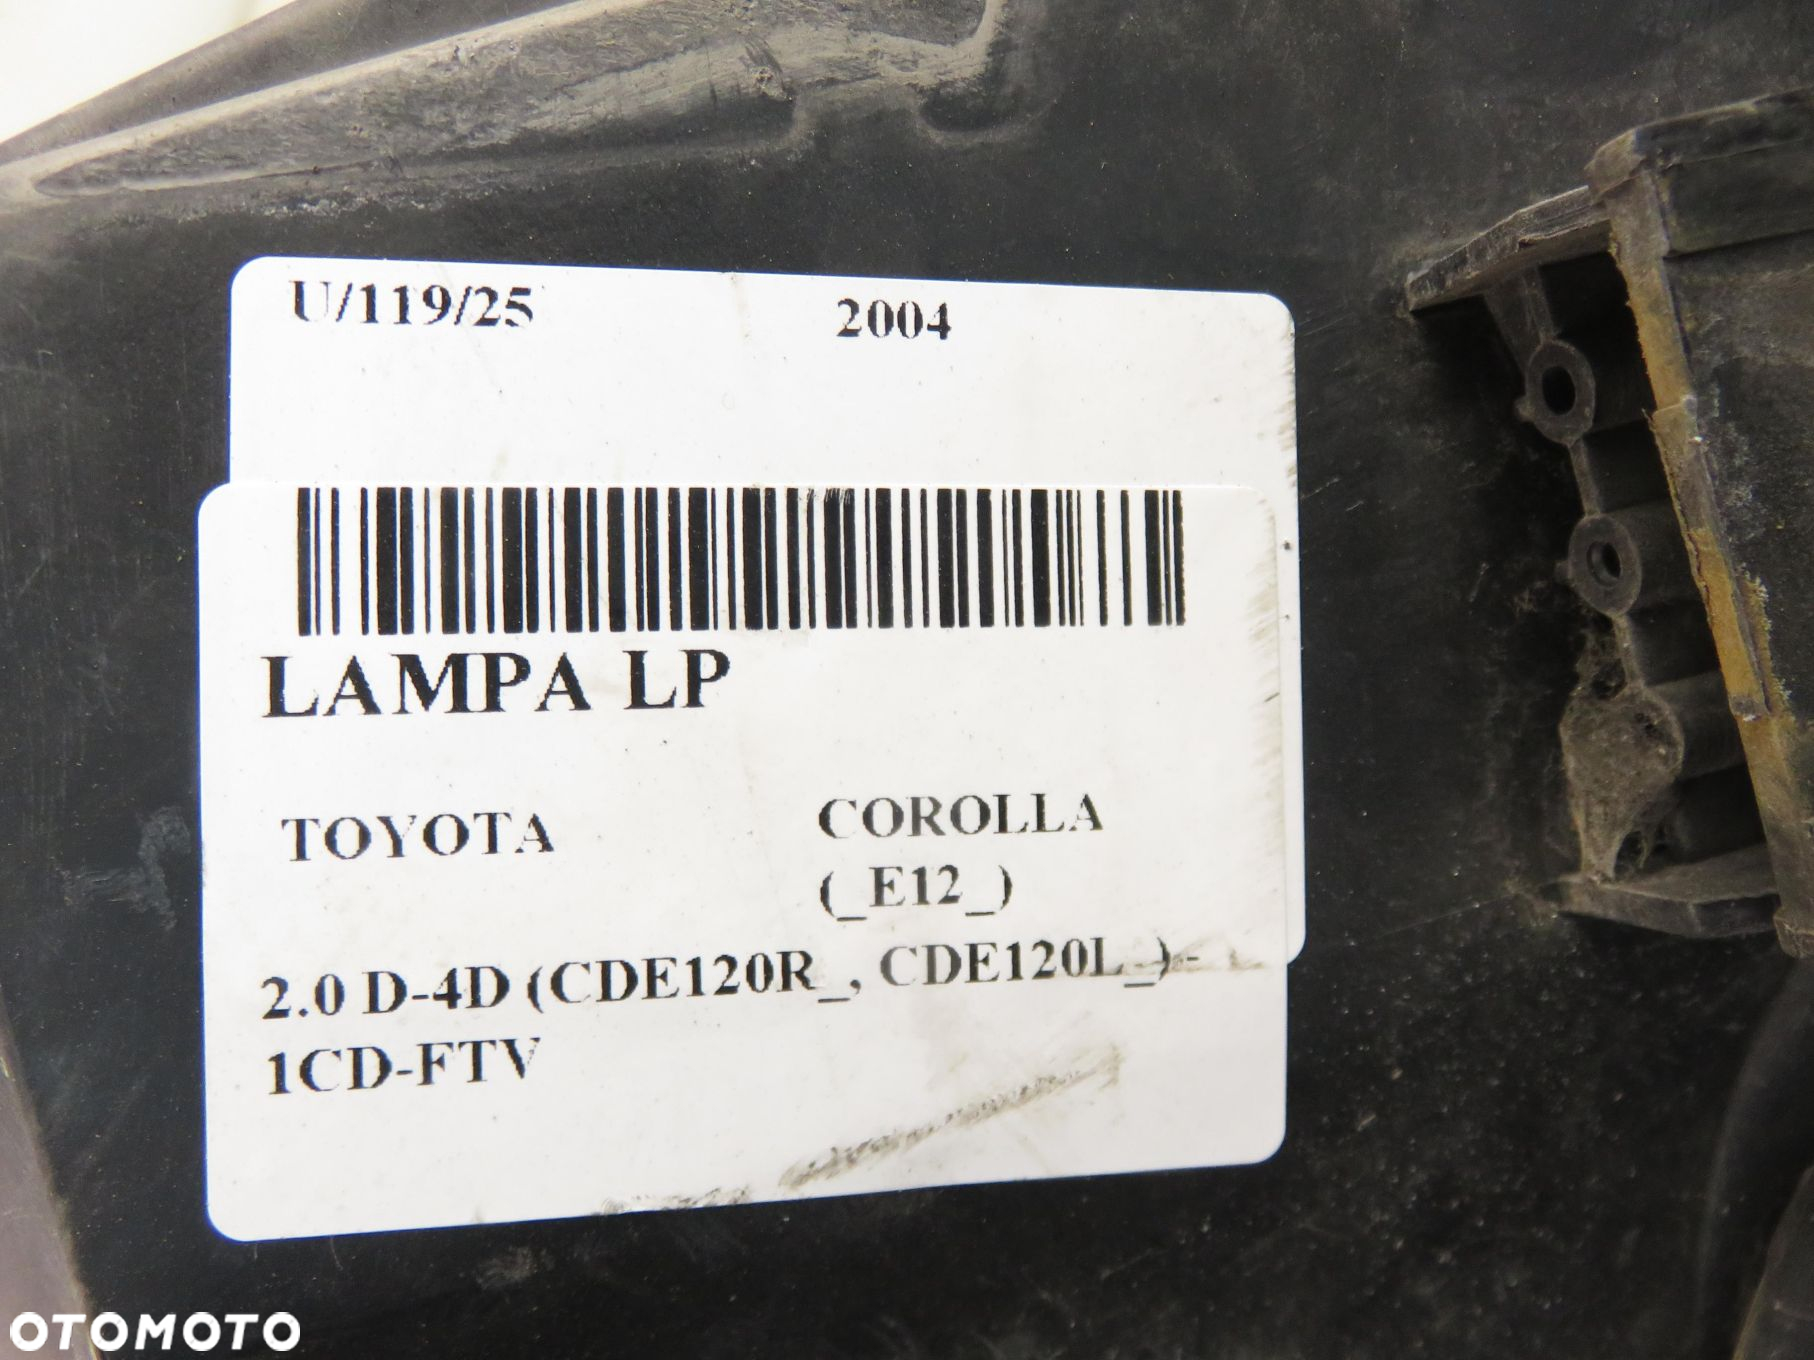 U/119/25 2004
LAMPA LP
TOYOTA COROLLA
(_E12_)
2.0 D-4D (CDE120R_, CDE120L_) -
1CD-FTV
OTOMOTO